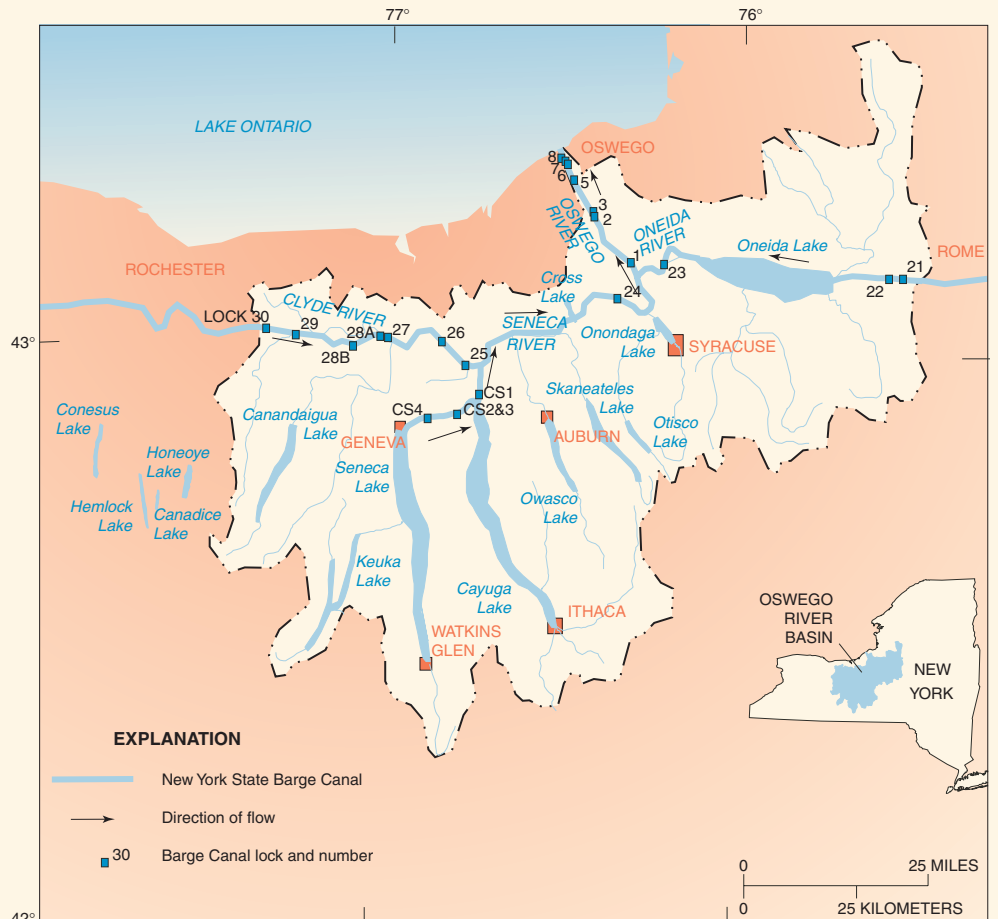 77°
76°
LAKE ONTARIO
8
7
6
5
OSWEGO
3
2
OSWEGO
RIVER
ONEIDA
RIVER
1
23
Oneida Lake
21
22
ROME
ROCHESTER
Cross
Lake
24
CLYDE RIVER
LOCK 30
29
28A
27
28B
26
25
SENECA
RIVER
Onondaga
Lake
SYRACUSE
43°
CS1
CS2&3
CS4
GENEVA
Conesus
Lake
Canandaigua
Lake
Honeoye
Lake
Seneca
Lake
Skaneateles
Lake
AUBURN
Otisco
Lake
Hemlock
Lake
Canadice
Lake
Owasco
Lake
Keuka
Lake
Cayuga
Lake
ITHACA
WATKINS
GLEN
OSWEGO
RIVER
BASIN
NEW
YORK
EXPLANATION
New York State Barge Canal
Direction of flow
30 Barge Canal lock and number
0 25 MILES
0 25 KILOMETERS
42°